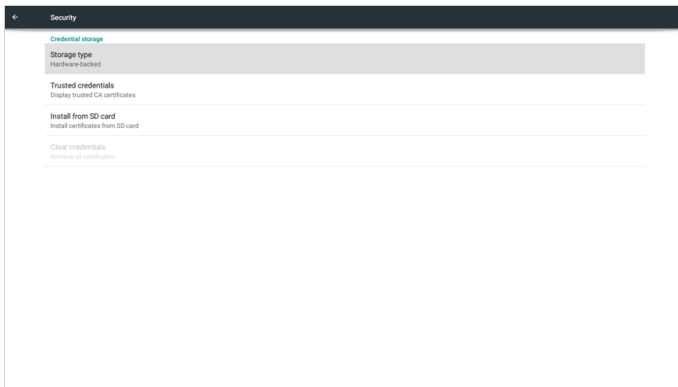 Security
Credential storage
Storage type
Hardware-backed
Trusted credentials
Display trusted CA certificates
Install from SD card
Install certificates from SD card
Clear credentials
Remove all certificates